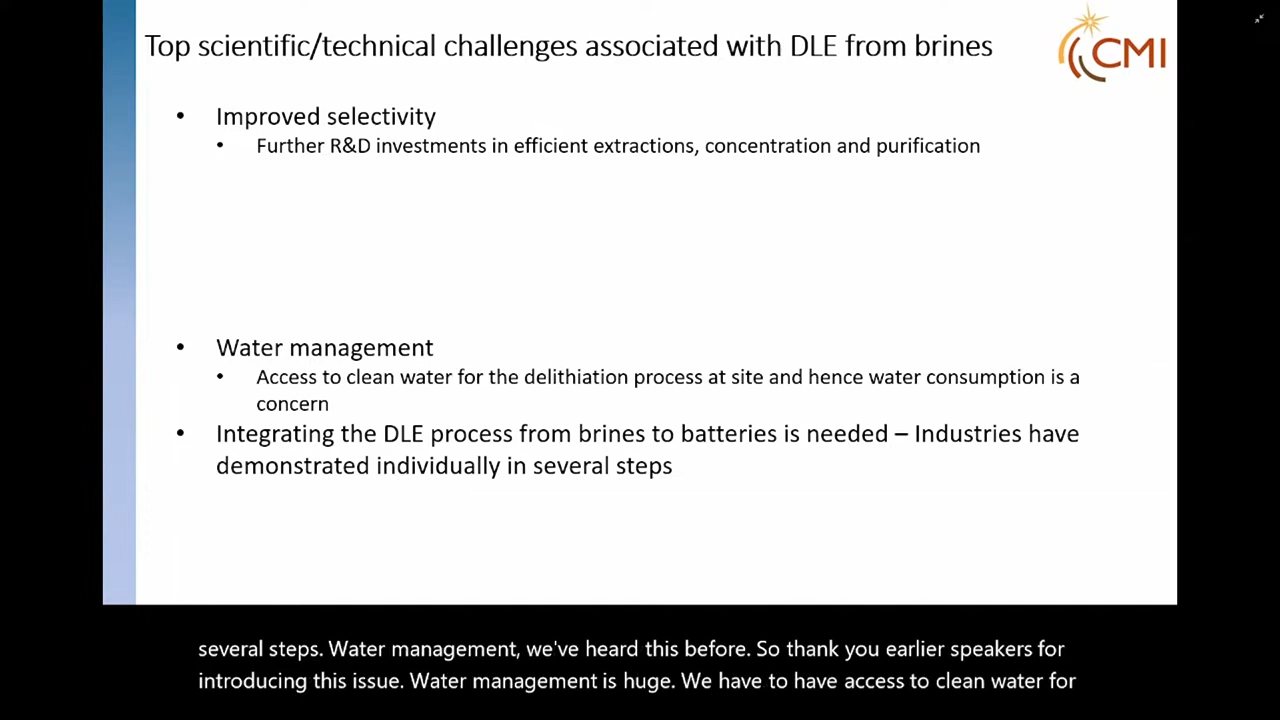 Top scientific/technical challenges associated with DLE from brines
CMI
• Improved selectivity
• Further R&D investments in efficient extractions, concentration and purification
• Water management
• Access to clean water for the delithiation process at site and hence water consumption is a
concern
• Integrating the DLE process from brines to batteries is needed – Industries have
demonstrated individually in several steps
several steps. Water management, we've heard this before. So thank you earlier speakers for
introducing this issue. Water management is huge. We have to have access to clean water for